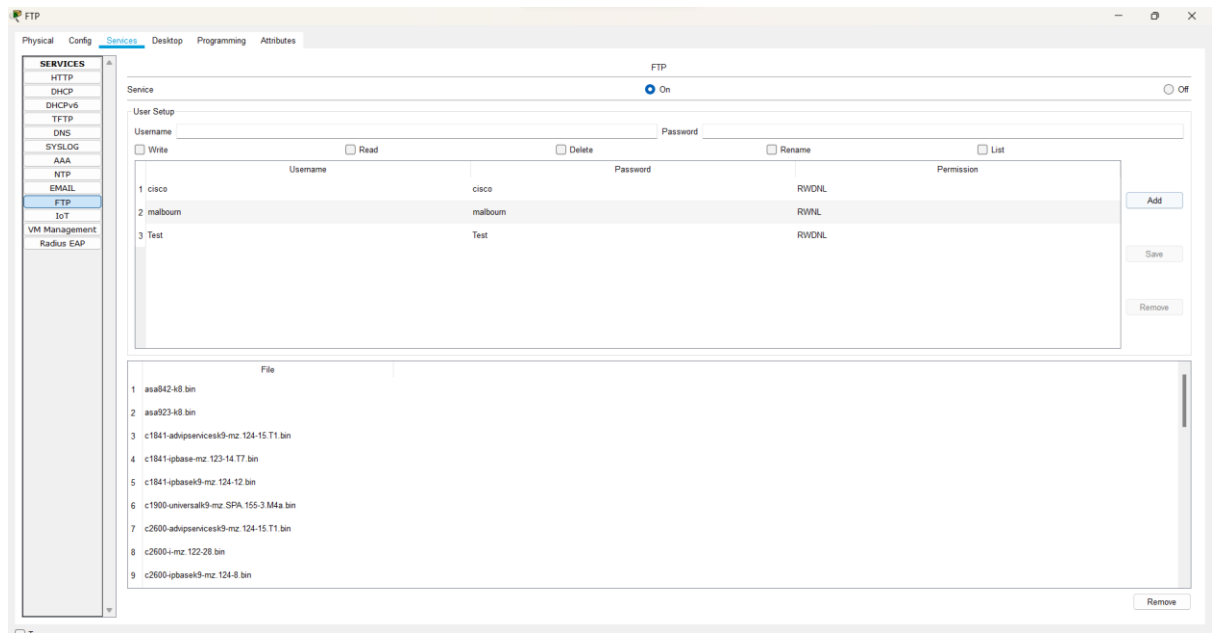 FTP
Physical Config Services Desktop Programming Attributes
SERVICES
HTTP
DHCP
DHCPv6
TFTP
DNS
SYSLOG
AAA
NTP
EMAIL
FTP
IoT
VM Management
Radius EAP
FTP
Service On Off
User Setup
Username Password
Write Read Delete Rename List
Username Password Permission
1 cisco cisco RWDNL
2 malbourn malbourn RWNL
3 Test Test RWDNL
Add
Save
Remove
File
1 asa842-k8.bin
2 asa923-k8.bin
3 c1841-advipservicesk9-mz.124-15.T1.bin
4 c1841-ipbase-mz.123-14.T7.bin
5 c1841-ipbasek9-mz.124-12.bin
6 c1900-universalk9-mz.SPA.155-3.M4a.bin
7 c2600-advipservicesk9-mz.124-15.T1.bin
8 c2600-i-mz.122-28.bin
9 c2600-ipbasek9-mz.124-8.bin
Remove